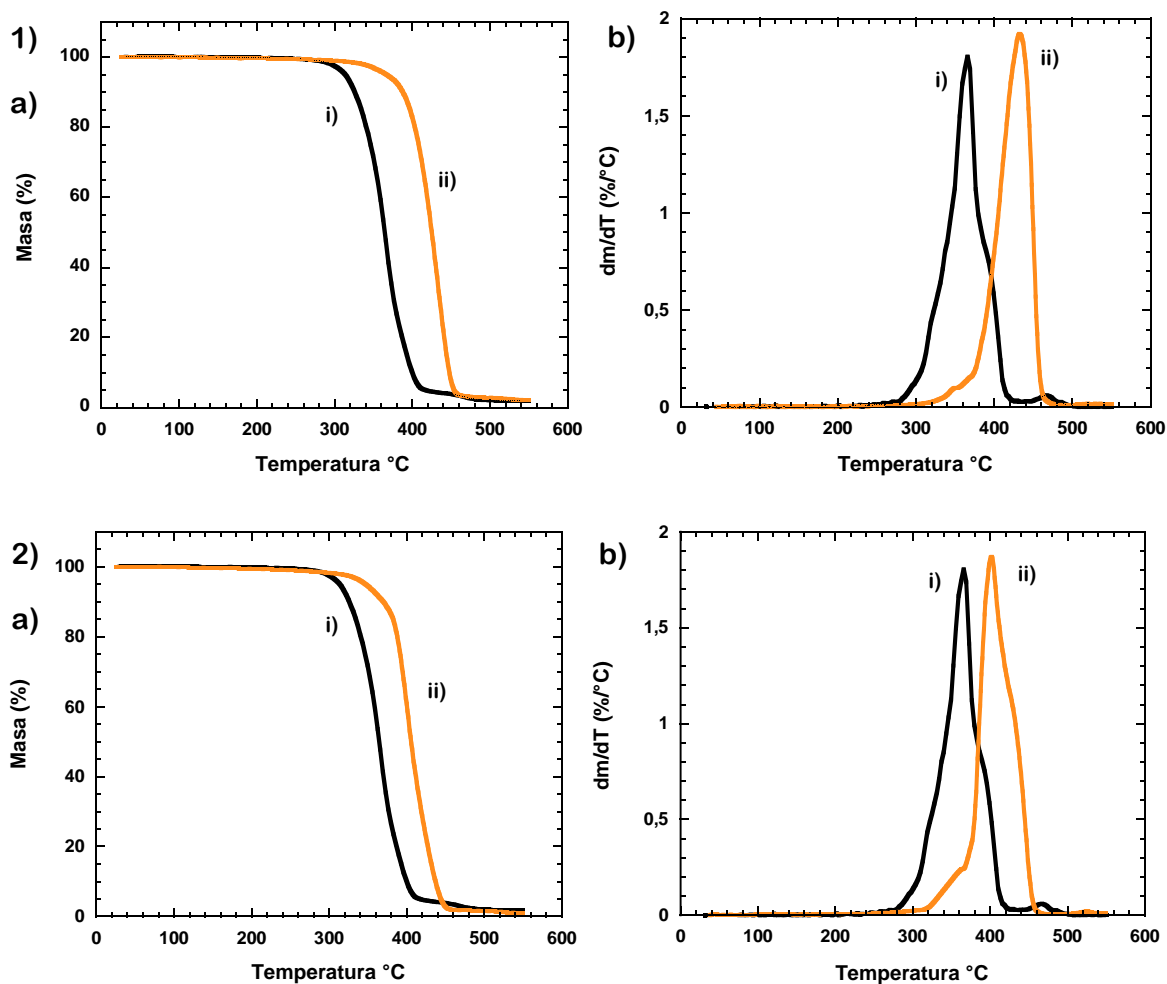 1)
a)
Masa (%)
100
80
60
40
20
0
i)
ii)
0 100 200 300 400 500 600
Temperatura °C
b)
dm/dT (%/°C)
2
1,5
1
0,5
0
i)
ii)
0 100 200 300 400 500 600
Temperatura °C
2)
a)
Masa (%)
100
80
60
40
20
0
i)
ii)
0 100 200 300 400 500 600
Temperatura °C
b)
dm/dT (%/°C)
2
1,5
1
0,5
0
i)
ii)
0 100 200 300 400 500 600
Temperatura °C